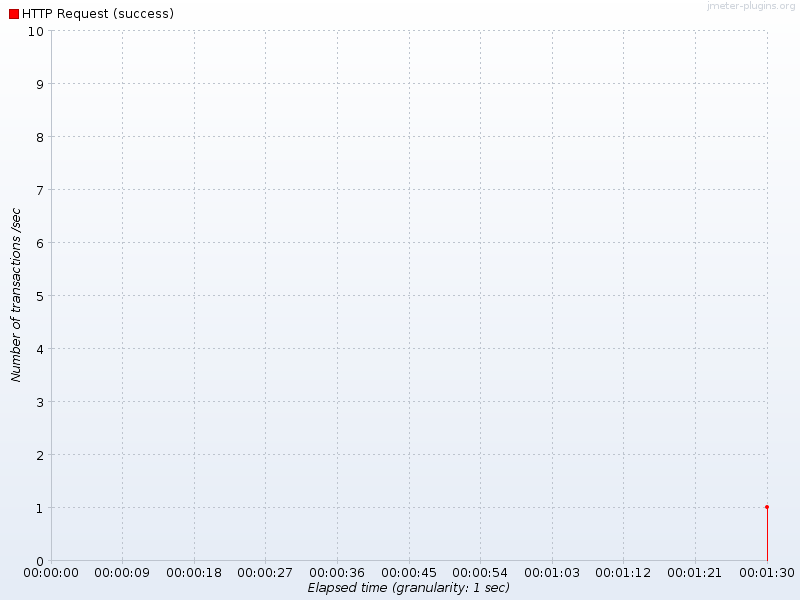 HTTP Request (success)
jmeter-plugins.org
10
9
8
7
6
5
4
3
2
1
0
Number of transactions /sec
00:00:00 00:00:09 00:00:18 00:00:27 00:00:36 00:00:45 00:00:54 00:01:03 00:01:12 00:01:21 00:01:30
Elapsed time (granularity: 1 sec)